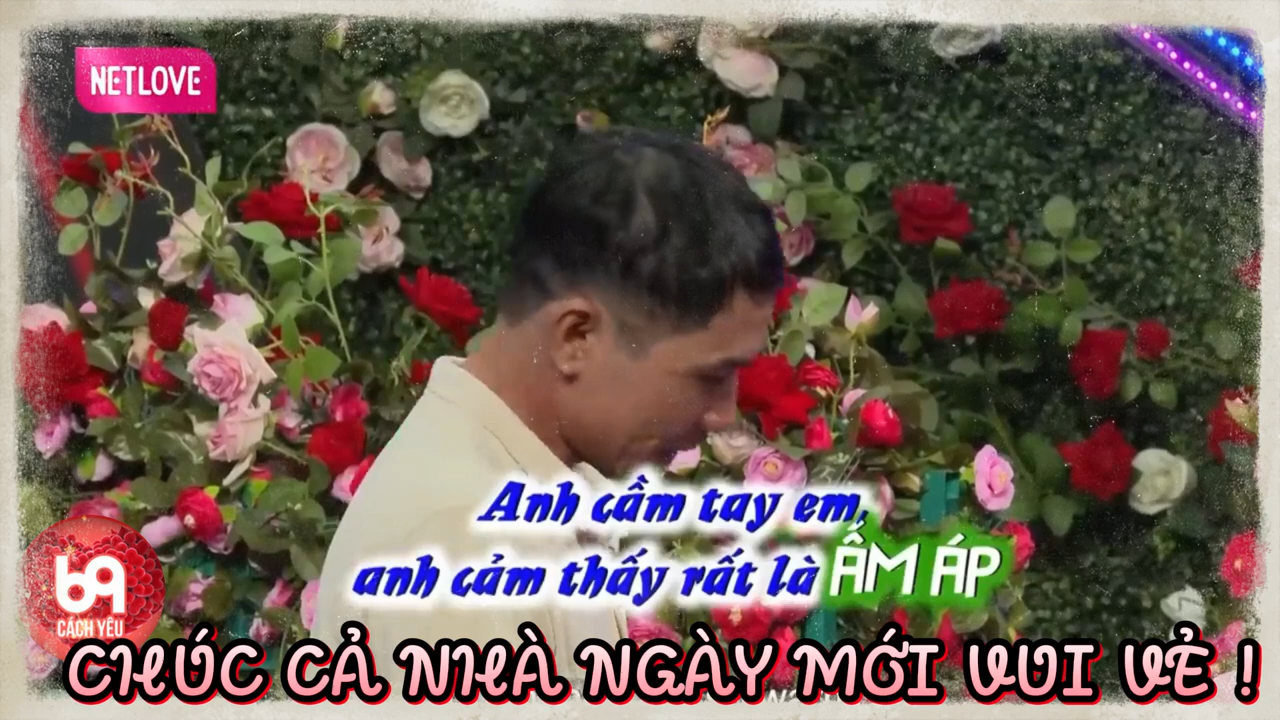 NETLOVE
Anh cầm tay em,
anh cảm thấy rất là ẤM ÁP
69
CÁCH YÊU
CHÚC CẢ NHÀ NGÀY MỚI VUI VẺ !